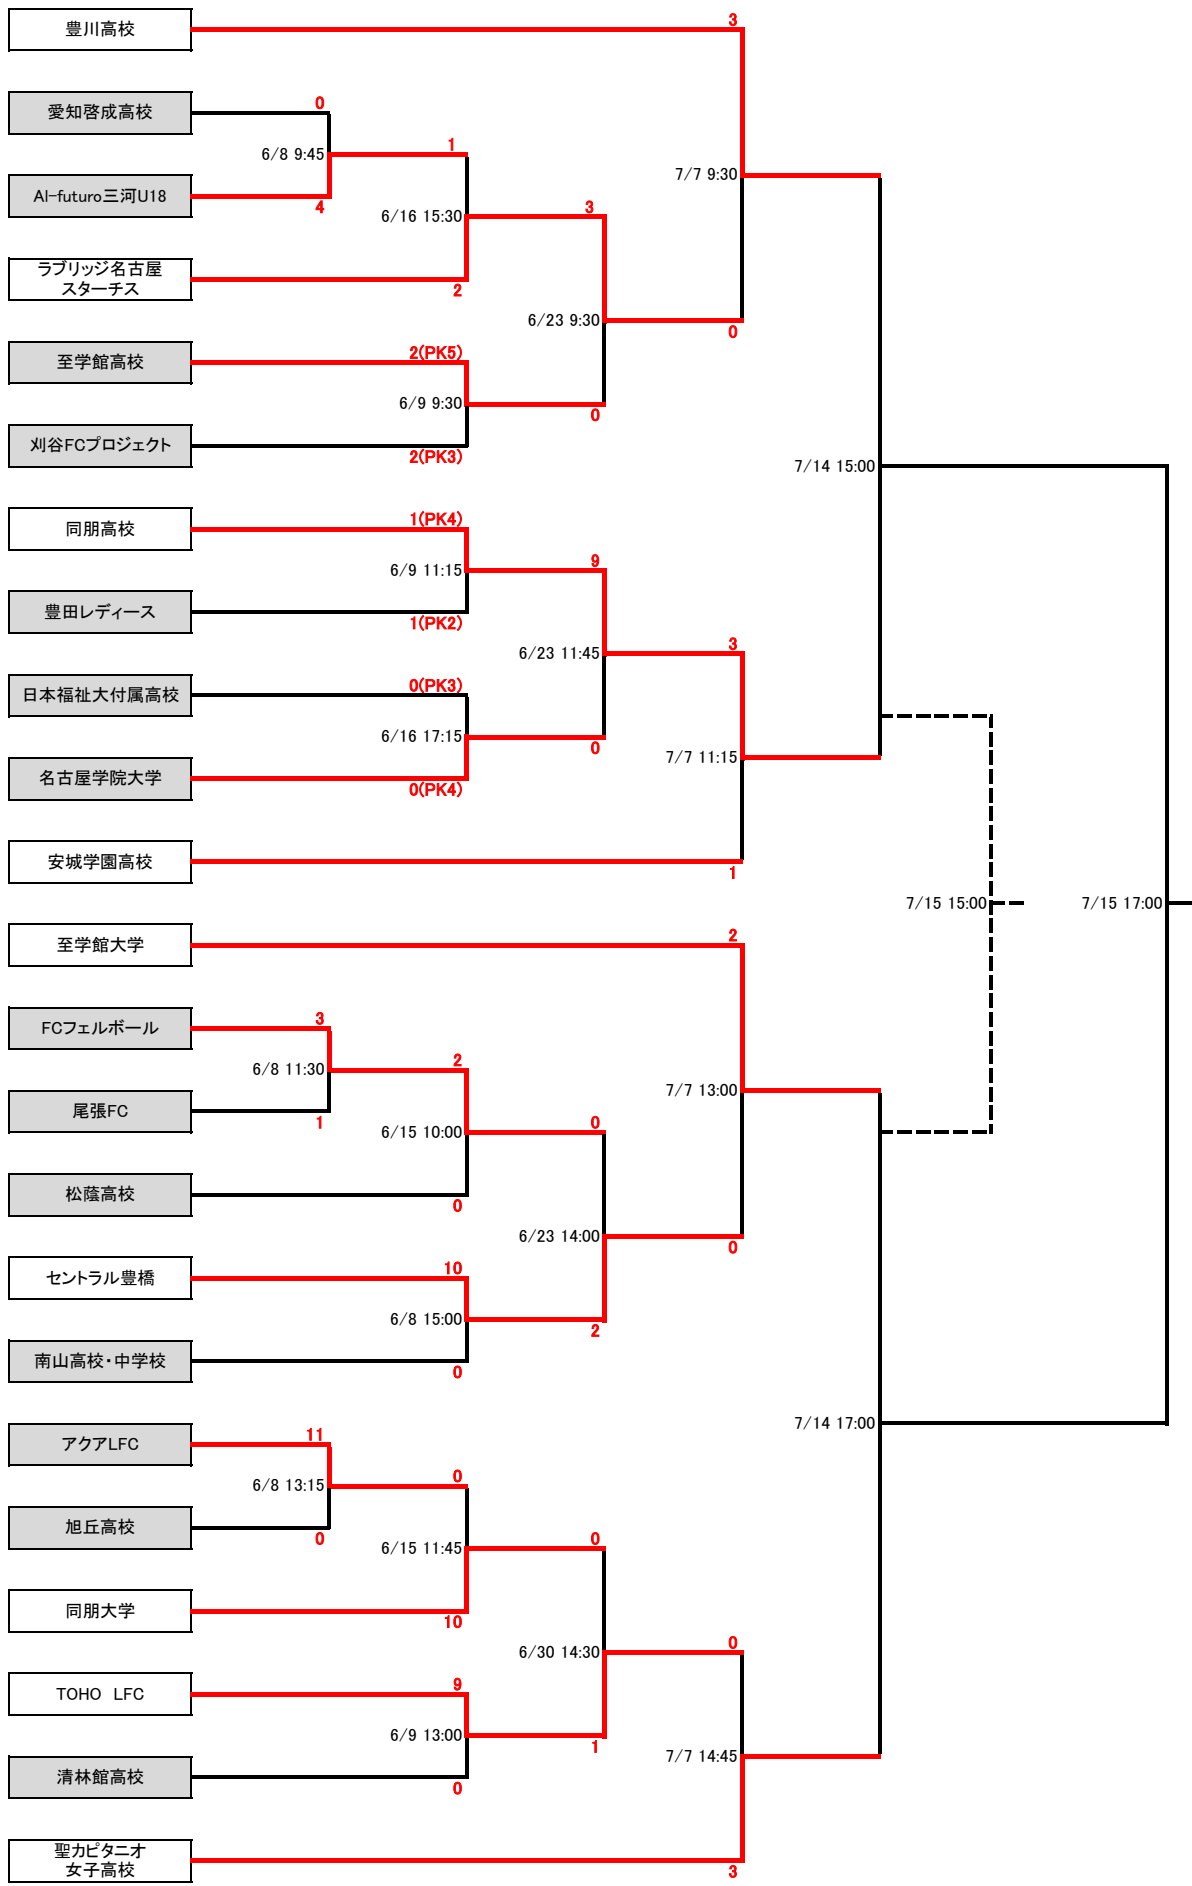 3
豊川高校
0
愛知啓成高校
1
6/8 9:45
7/7 9:30
Al-futuro三河U18
4
3
6/16 15:30
ラブリッジ名古屋
スターチス
2
6/23 9:30
0
2(PK5)
至学館高校
6/9 9:30
0
刈谷FCプロジェクト
2(PK3)
7/14 15:00
1(PK4)
同朋高校
9
6/9 11:15
豊田レディース
1(PK2)
3
6/23 11:45
0(PK3)
日本福祉大付属高校
6/16 17:15
0
7/7 11:15
名古屋学院大学
0(PK4)
安城学園高校
1
7/15 15:00
7/15 17:00
2
至学館大学
3
FCフェルボール
2
6/8 11:30
7/7 13:00
尾張FC
1
0
6/15 10:00
松蔭高校
0
6/23 14:00
0
10
セントラル豊橋
6/8 15:00
2
南山高校・中学校
0
7/14 17:00
11
アクアLFC
0
6/8 13:15
旭丘高校
0
0
6/15 11:45
同朋大学
10
0
6/30 14:30
9
TOHO LFC
6/9 13:00
1
7/7 14:45
清林館高校
0
聖カピタニオ
女子高校
3